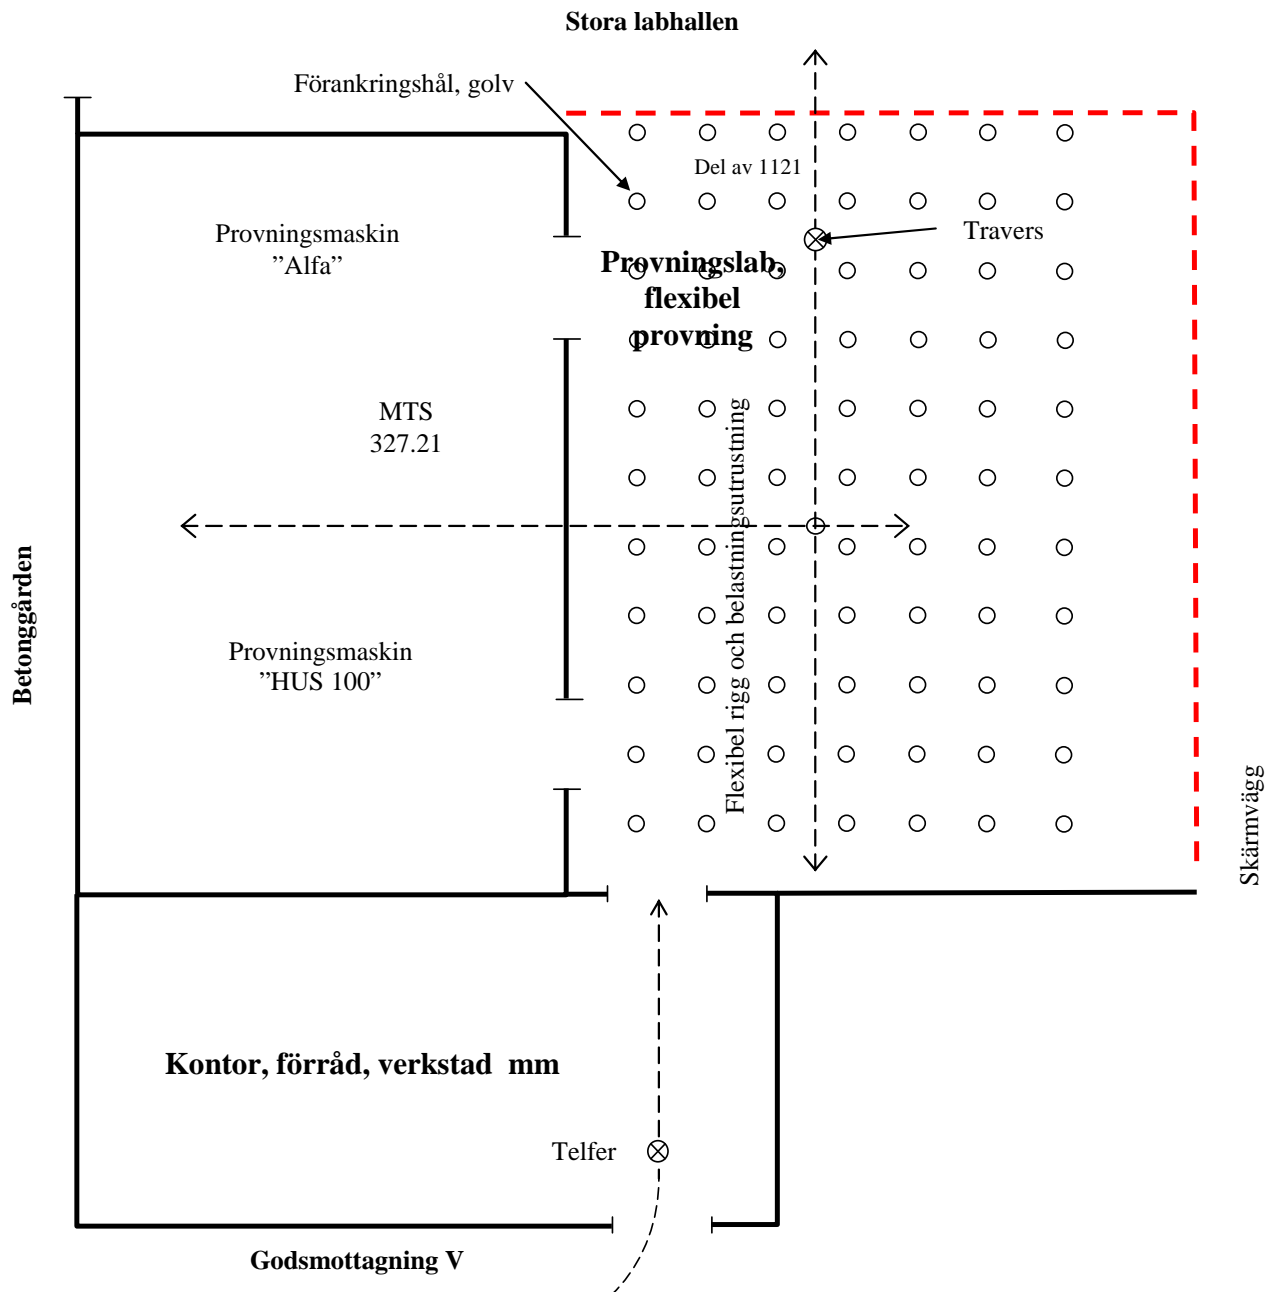 Stora labhallen
Förankringshål, golv
Del av 1121
Travers
Provningsmaskin
”Alfa”
Provningslab,
flexibel
provning
MTS
327.21
Flexibel rigg och belastningsutrustning
Betonggården
Provningsmaskin
”HUS 100”
Skärmvägg
Kontor, förråd, verkstad mm
Telfer
Godsmottagning V